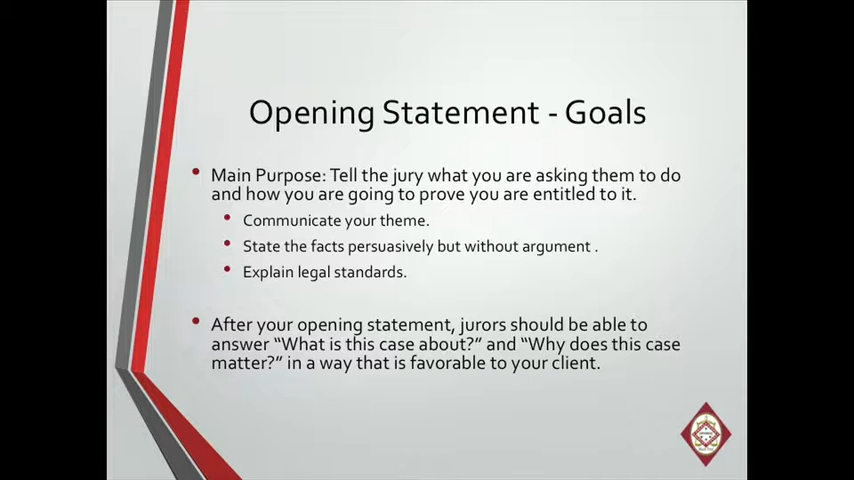 Opening Statement - Goals
• Main Purpose: Tell the jury what you are asking them to do
and how you are going to prove you are entitled to it.
• Communicate your theme.
• State the facts persuasively but without argument .
• Explain legal standards.
• After your opening statement, jurors should be able to
answer “What is this case about?” and “Why does this case
matter?” in a way that is favorable to your client.